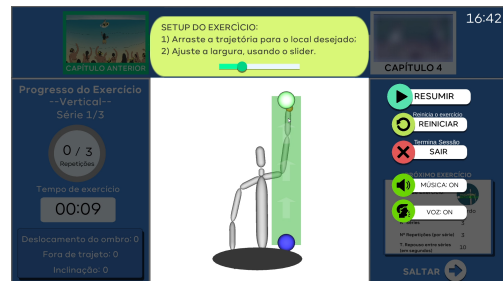 16:42
SETUP DO EXERCÍCIO:
1) Arraste a trajetória para o local desejado;
2) Ajuste a largura, usando o slider.
CAPÍTULO ANTERIOR
CAPÍTULO 4
Progresso do Exercício
--Vertical--
Série 1/3
0 / 3
Repetições
Tempo de exercício
00:09
Deslocamento do ombro: 0
Fora de trajeto: 0
Inclinação: 0
RESUMIR
Reinicia o exercício
REINICIAR
Termina Sessão
SAIR
PRÓXIMO EXERCÍCIO
MÚSICA: ON
VOZ: ON
Nº Repetições (por série) 2
T. Repouso entre séries 10
(em segundos)
SALTAR